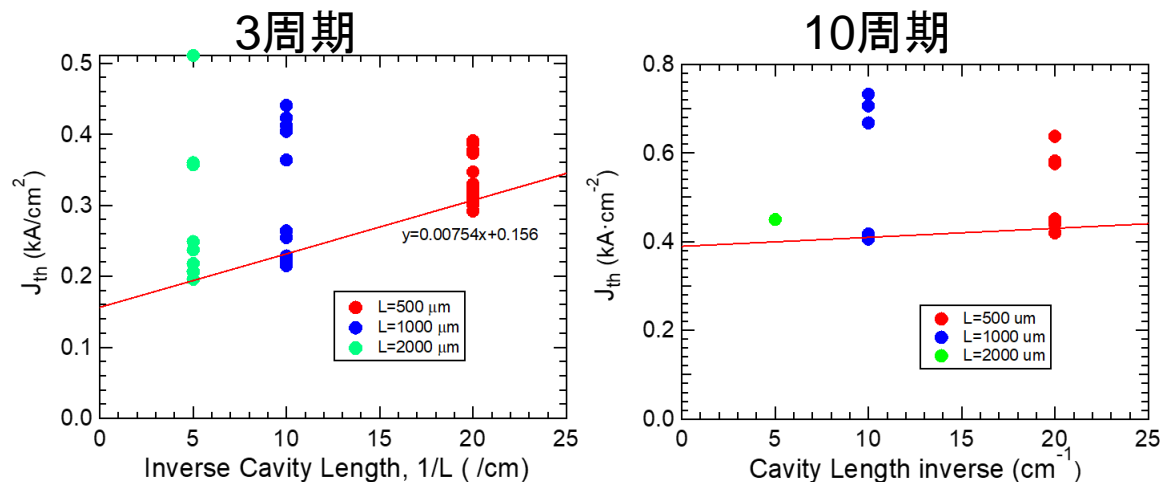 3周期
0.5
0.4
0.3
0.2
0.1
0.0
J_th (kA/cm^2)
y=0.00754x+0.156
L=500 μm
L=1000 μm
L=2000 μm
0 5 10 15 20 25
Inverse Cavity Length, 1/L ( /cm)
10周期
0.8
0.6
0.4
0.2
0.0
J_th (kA·cm^-2)
L=500 um
L=1000 um
L=2000 um
0 5 10 15 20 25
Cavity Length inverse (cm^-1)